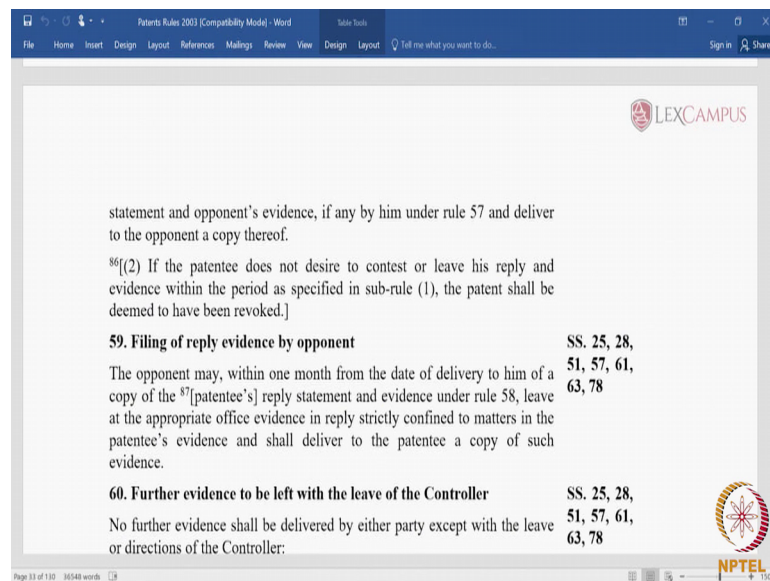 Patents Rules 2003 [Compatibility Mode] - Word
Table Tools
File Home Insert Design Layout References Mailings Review View Design Layout Tell me what you want to do...
Sign in Share
LEXCAMPUS
statement and opponent's evidence, if any by him under rule 57 and deliver
to the opponent a copy thereof.
86[(2) If the patentee does not desire to contest or leave his reply and
evidence within the period as specified in sub-rule (1), the patent shall be
deemed to have been revoked.]
59. Filing of reply evidence by opponent
SS. 25, 28,
51, 57, 61,
63, 78
The opponent may, within one month from the date of delivery to him of a
copy of the 87[patentee's] reply statement and evidence under rule 58, leave
at the appropriate office evidence in reply strictly confined to matters in the
patentee's evidence and shall deliver to the patentee a copy of such
evidence.
60. Further evidence to be left with the leave of the Controller
SS. 25, 28,
51, 57, 61,
63, 78
No further evidence shall be delivered by either party except with the leave
or directions of the Controller:
NPTEL
Page 33 of 130 36548 words